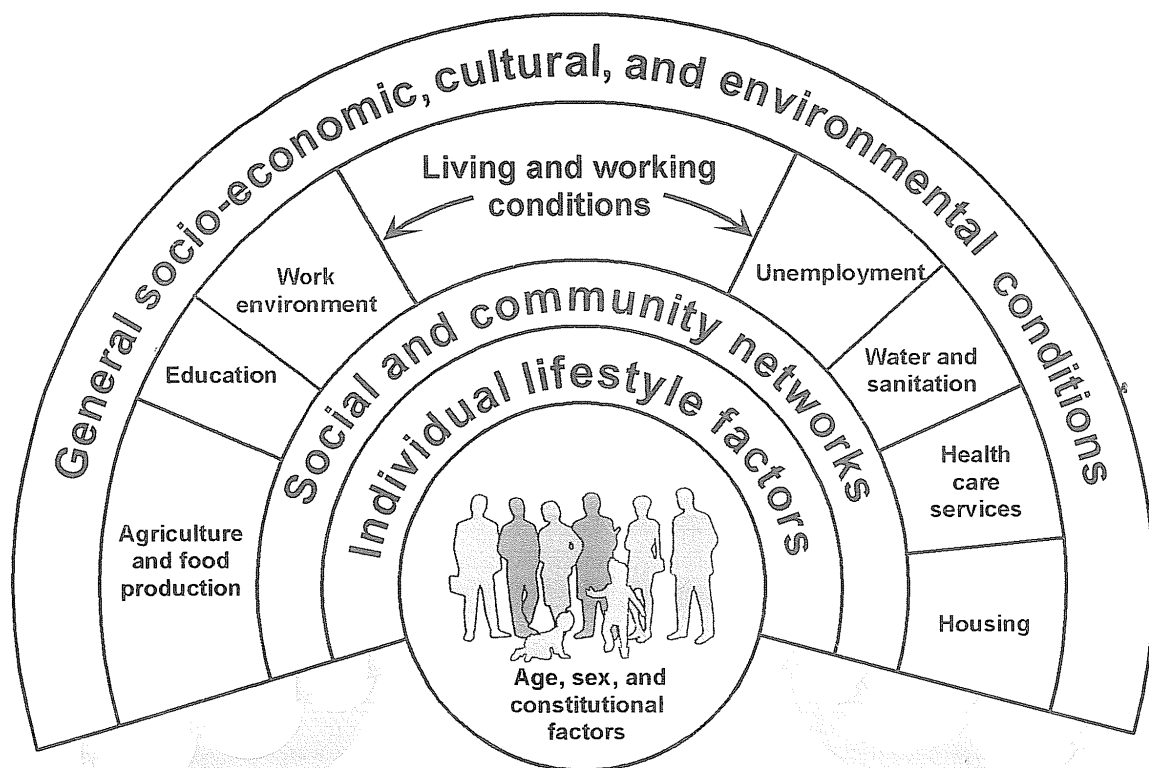 General socio-economic, cultural, and environmental conditions
Living and working
conditions
Work
environment
Unemployment
Education
Water and
sanitation
Agriculture
and food
production
Health
care
services
Housing
Social and community networks
Individual lifestyle factors
Age, sex, and
constitutional
factors